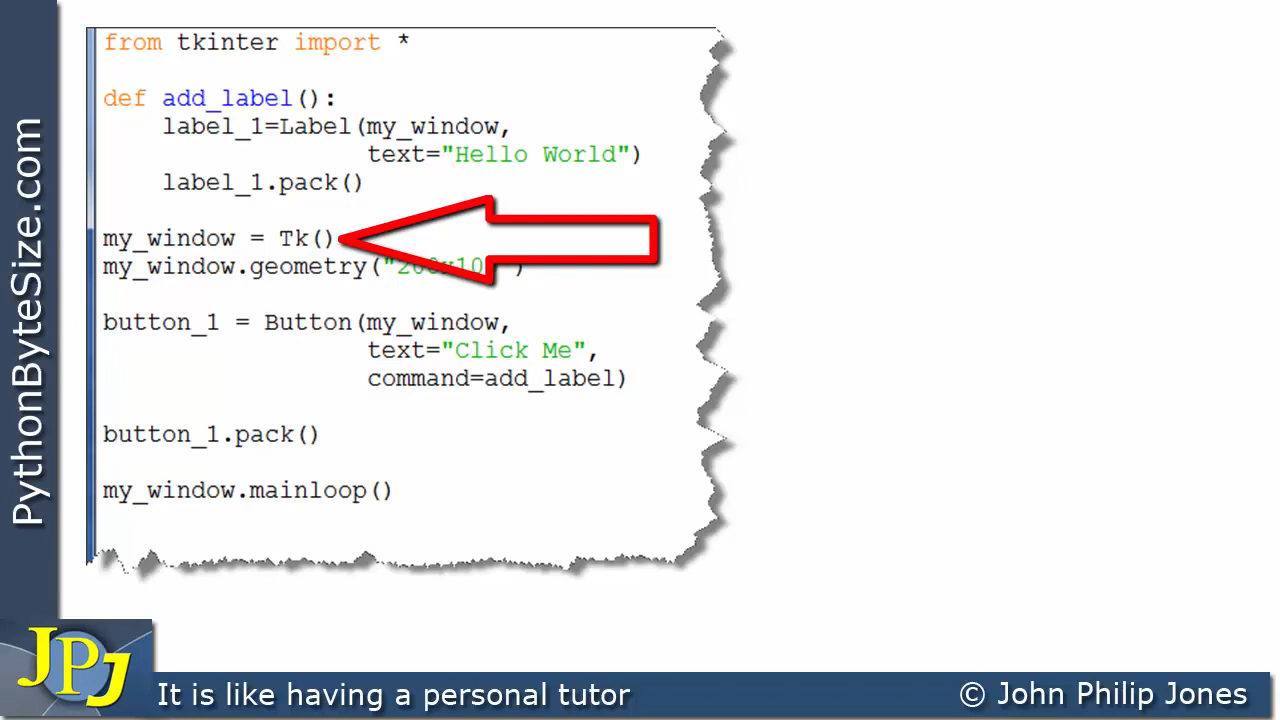 from tkinter import *
def add_label():
label_1=Label(my_window,
text="Hello World")
label_1.pack()
my_window = Tk()
my_window.geometry(")
button_1 = Button(my_window,
text="Click Me",
command=add_label)
button_1.pack()
my_window.mainloop()
PythonByteSize.com
JPJ
It is like having a personal tutor
© John Philip Jones